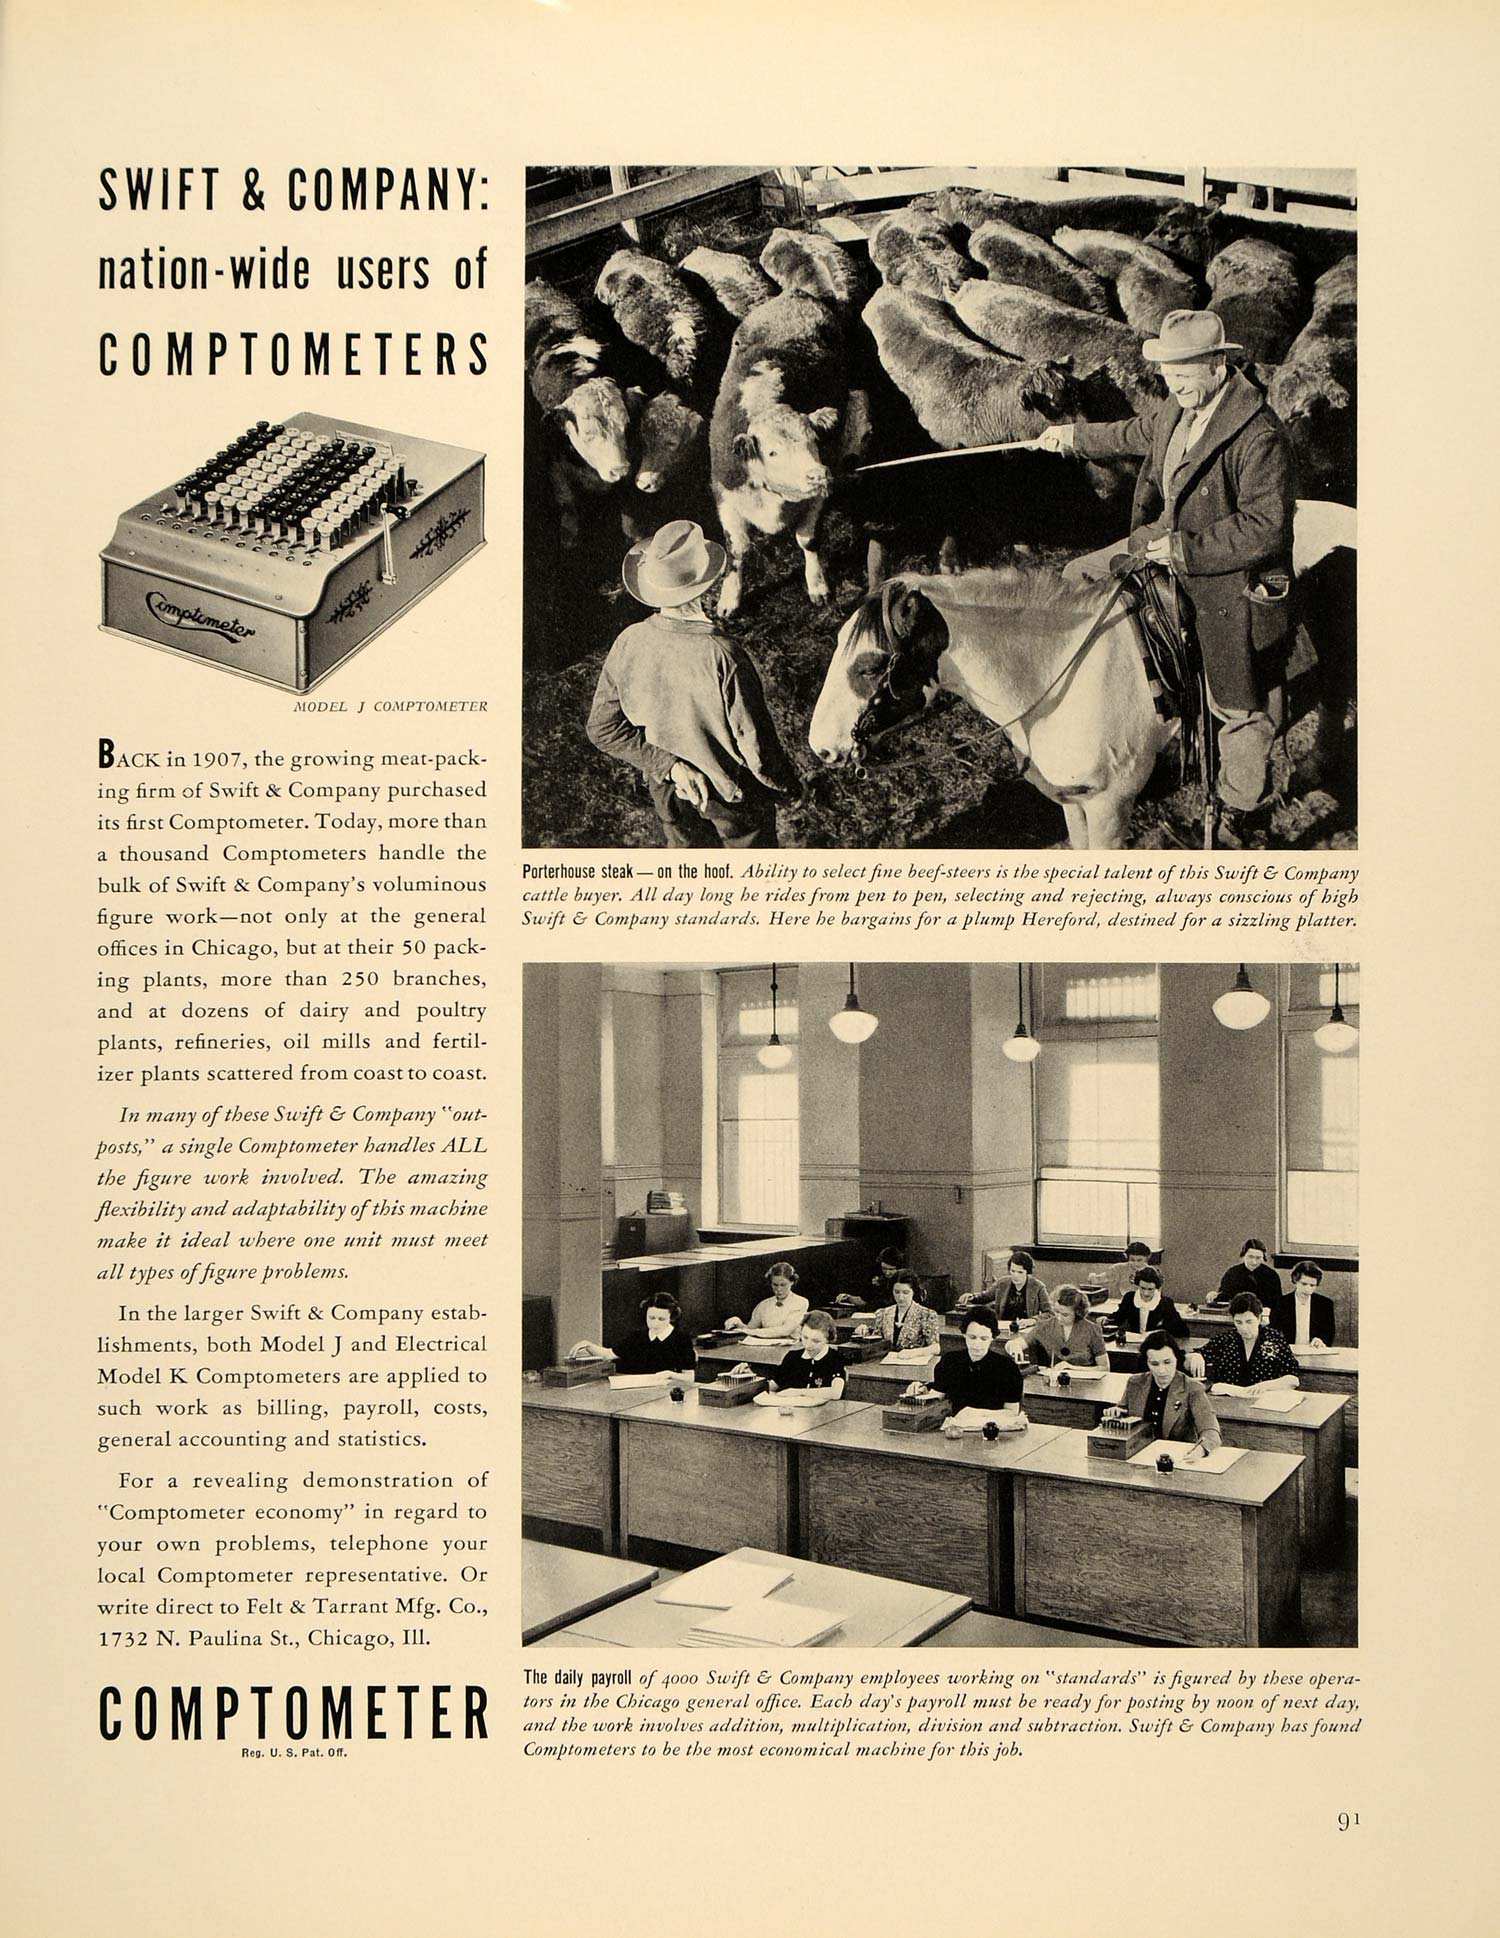 SWIFT & COMPANY:
nation-wide users of
COMPTOMETERS
Comptometer
MODEL J COMPTOMETER
BACK in 1907, the growing meat-pack-
ing firm of Swift & Company purchased
its first Comptometer. Today, more than
a thousand Comptometers handle the
bulk of Swift & Company's voluminous
figure work—not only at the general
offices in Chicago, but at their 50 pack-
ing plants, more than 250 branches,
and at dozens of dairy and poultry
plants, refineries, oil mills and fertil-
izer plants scattered from coast to coast.
In many of these Swift & Company "out-
posts," a single Comptometer handles ALL
the figure work involved. The amazing
flexibility and adaptability of this machine
make it ideal where one unit must meet
all types of figure problems.
In the larger Swift & Company estab-
lishments, both Model J and Electrical
Model K Comptometers are applied to
such work as billing, payroll, costs,
general accounting and statistics.
For a revealing demonstration of
"Comptometer economy" in regard to
your own problems, telephone your
local Comptometer representative. Or
write direct to Felt & Tarrant Mfg. Co.,
1732 N. Paulina St., Chicago, Ill.
COMPTOMETER
Reg. U. S. Pat. Off.
Porterhouse steak—on the hoof. Ability to select fine beef-steers is the special talent of this Swift & Company
cattle buyer. All day long he rides from pen to pen, selecting and rejecting, always conscious of high
Swift & Company standards. Here he bargains for a plump Hereford, destined for a sizzling platter.
The daily payroll of 4000 Swift & Company employees working on "standards" is figured by these opera-
tors in the Chicago general office. Each day's payroll must be ready for posting by noon of next day,
and the work involves addition, multiplication, division and subtraction. Swift & Company has found
Comptometers to be the most economical machine for this job.
91